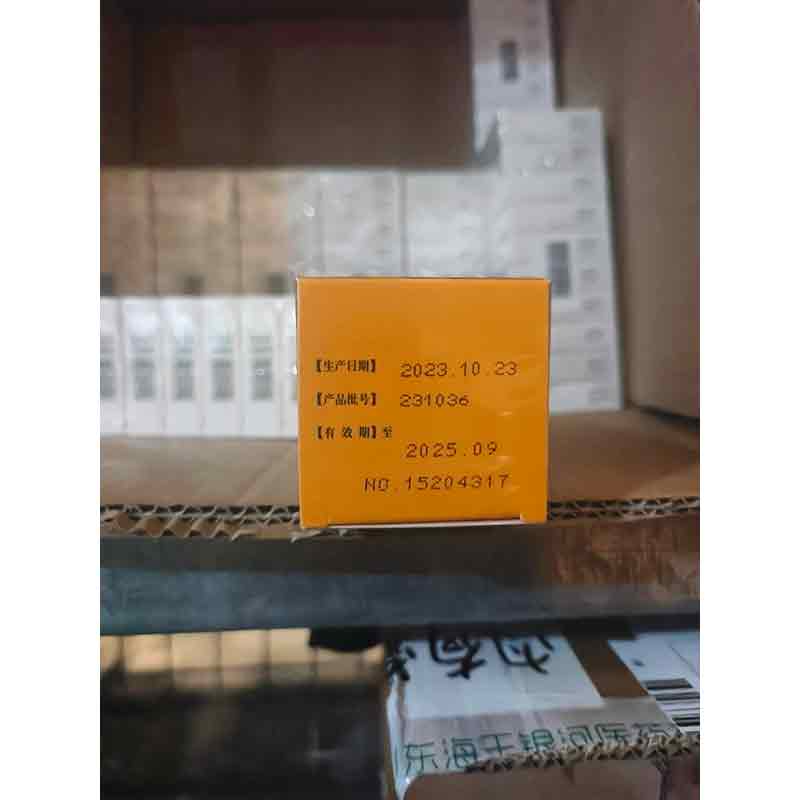 【生产日期】 2023.10.23
【产品批号】 231036
【有效期】至
2025.09
NO.15204317
东海王银河医药